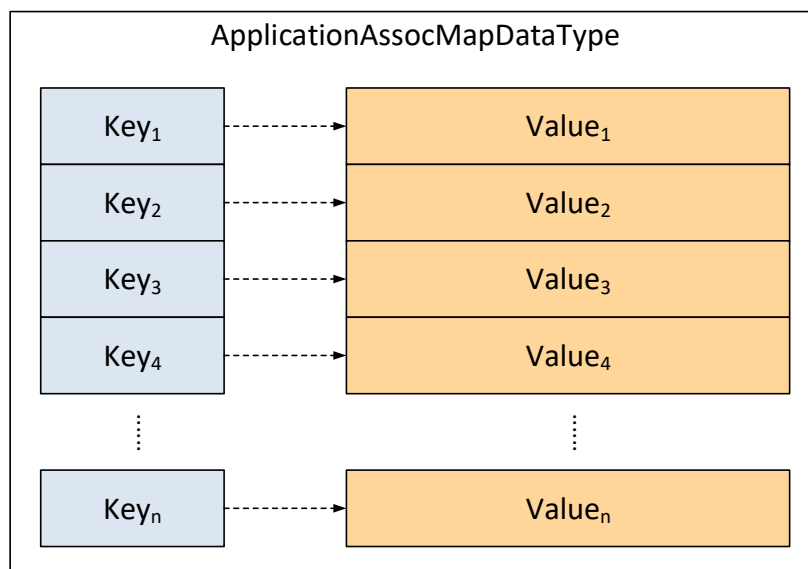 ApplicationAssocMapDataType
Key₁ Value₁
Key₂ Value₂
Key₃ Value₃
Key₄ Value₄
Keyₙ Valueₙ